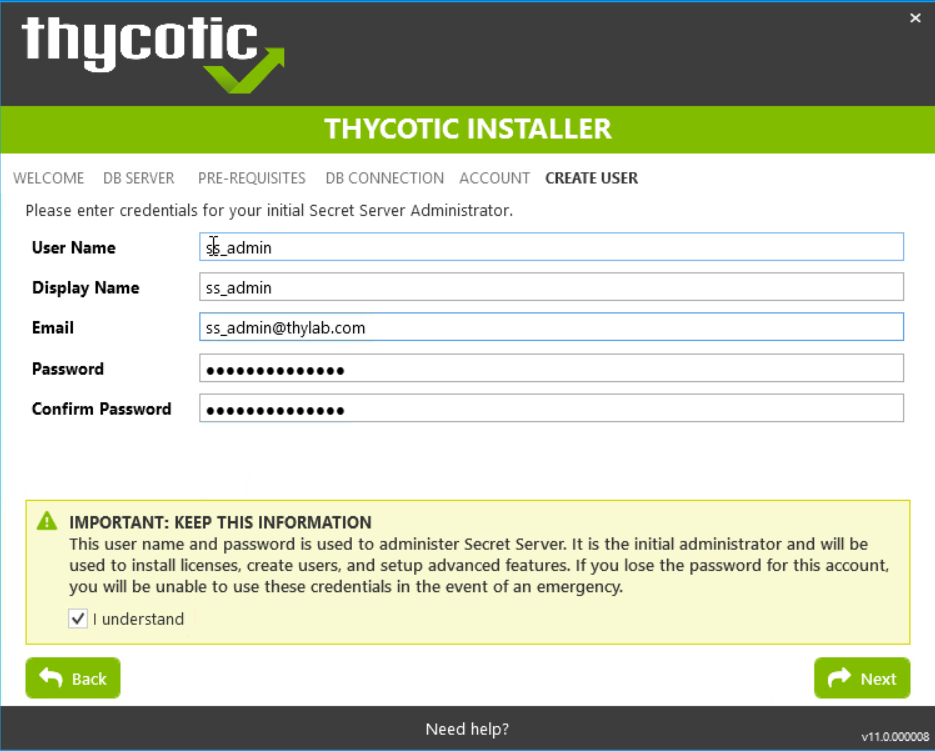 thycotic
THYCOTIC INSTALLER
WELCOME DB SERVER PRE-REQUISITES DB CONNECTION ACCOUNT CREATE USER
Please enter credentials for your initial Secret Server Administrator.
User Name ss_admin
Display Name ss_admin
Email ss_admin@thylab.com
Password ●●●●●●●●●●●●●●
Confirm Password ●●●●●●●●●●●●●●
IMPORTANT: KEEP THIS INFORMATION
This user name and password is used to administer Secret Server. It is the initial administrator and will be
used to install licenses, create users, and setup advanced features. If you lose the password for this account,
you will be unable to use these credentials in the event of an emergency.
I understand
Back Next
Need help?
v11.0.000008